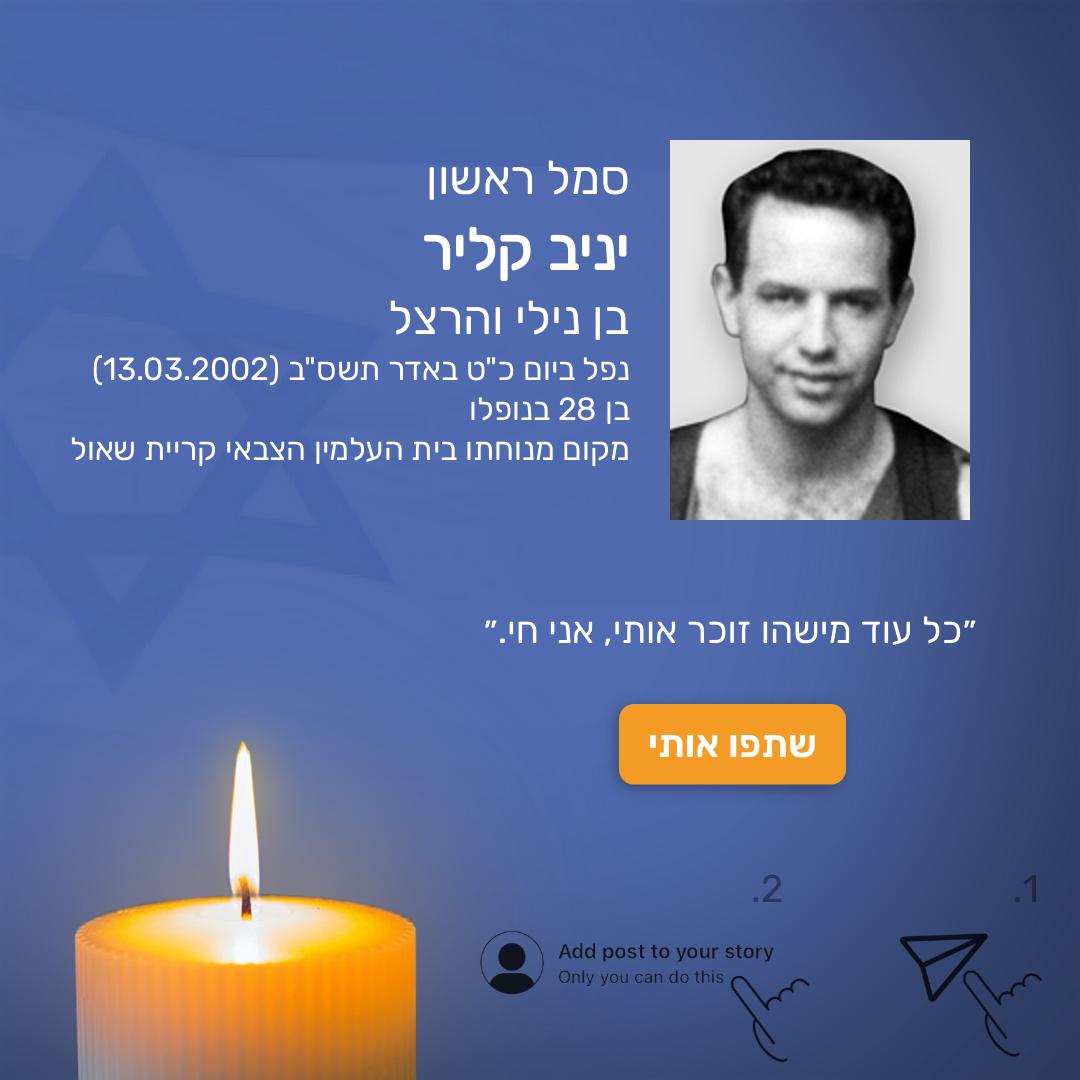 סמל ראשון
יניב קליר
בן נילי והרצל
נפל ביום כ"ט באדר תשס"ב (13.03.2002)
בן 28 בנופלו
מקום מנוחתו בית העלמין הצבאי קריית שאול
״כל עוד מישהו זוכר אותי, אני חי.״
שתפו אותי
.1
.2
Add post to your story
Only you can do this